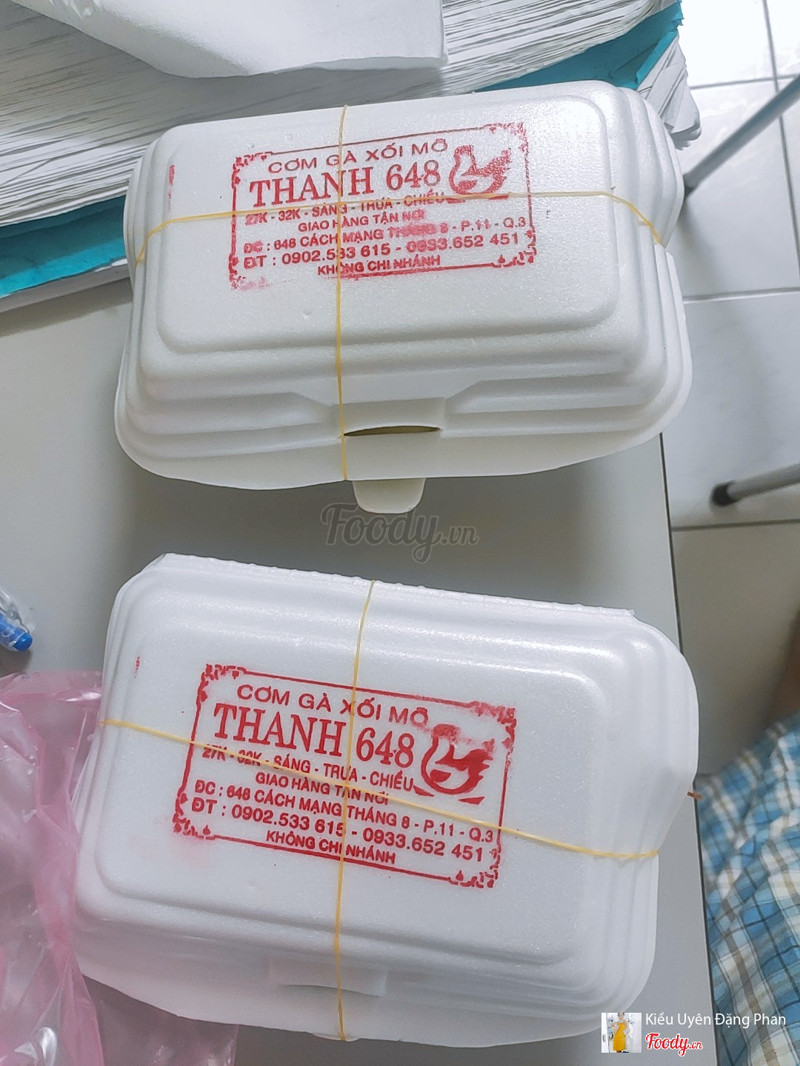 CƠM GÀ XỐI MỠ
THANH 648
27K - 32K - SÁNG - TRƯA - CHIỀU
GIAO HÀNG TẬN NƠI
ĐC : 648 CÁCH MẠNG THÁNG 8 - P.11 - Q.3
ĐT : 0902.533 615 - 0933.652 451
KHÔNG CHI NHÁNH
Foody.vn
CƠM GÀ XỐI MỠ
THANH 648
27K - 32K - SÁNG - TRƯA - CHIỀU
GIAO HÀNG TẬN NƠI
ĐC : 648 CÁCH MẠNG THÁNG 8 - P.11 - Q.3
ĐT : 0902.533 615 - 0933.652 451
KHÔNG CHI NHÁNH
Kiều Uyên Đặng Phan
Foody.vn